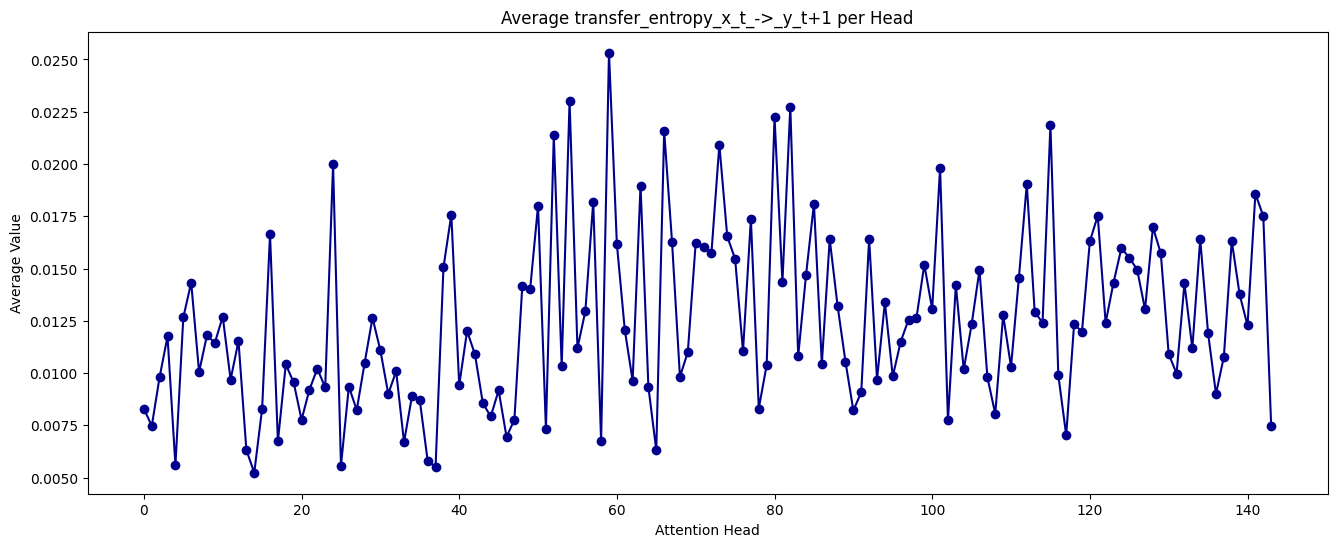 Average transfer_entropy_x_t_->_y_t+1 per Head
Average Value
0.0250
0.0225
0.0200
0.0175
0.0150
0.0125
0.0100
0.0075
0.0050
0 20 40 60 80 100 120 140
Attention Head